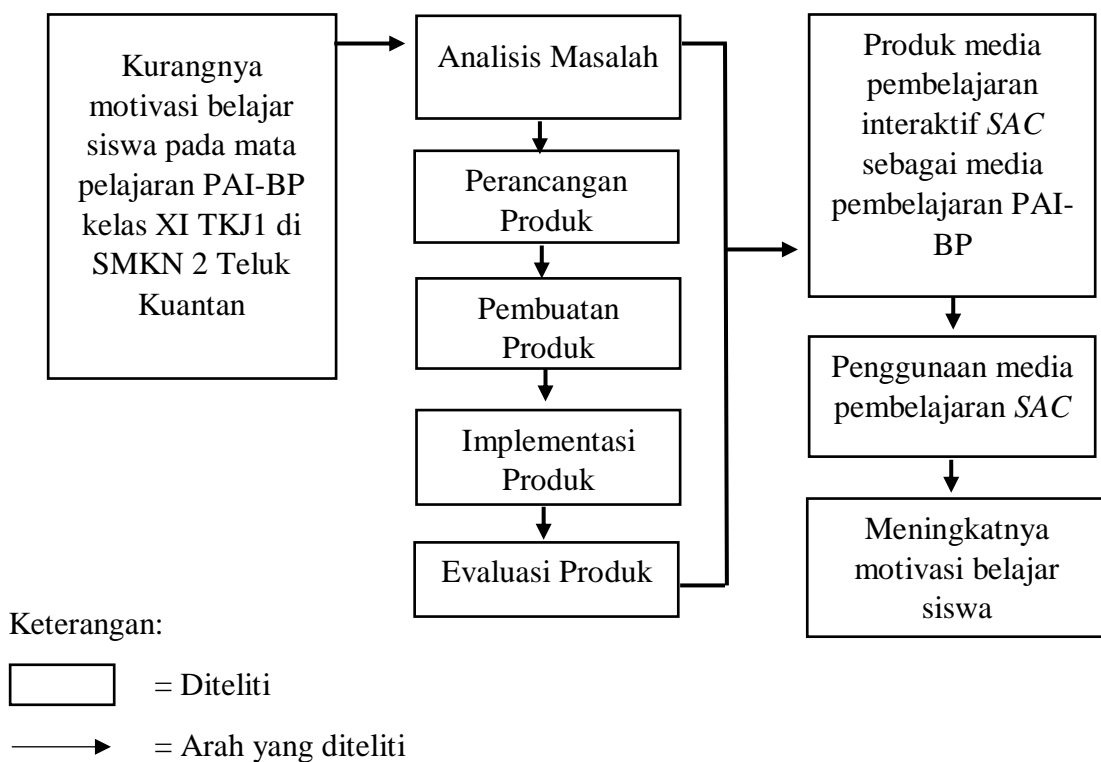 Kurangnya
motivasi belajar
siswa pada mata
pelajaran PAI-BP
kelas XI TKJ1 di
SMKN 2 Teluk
Kuantan
Analisis Masalah
Perancangan
Produk
Pembuatan
Produk
Implementasi
Produk
Evaluasi Produk
Produk media
pembelajaran
interaktif SAC
sebagai media
pembelajaran PAI-
BP
Penggunaan media
pembelajaran SAC
Meningkatnya
motivasi belajar
siswa
Keterangan:
= Diteliti
= Arah yang diteliti